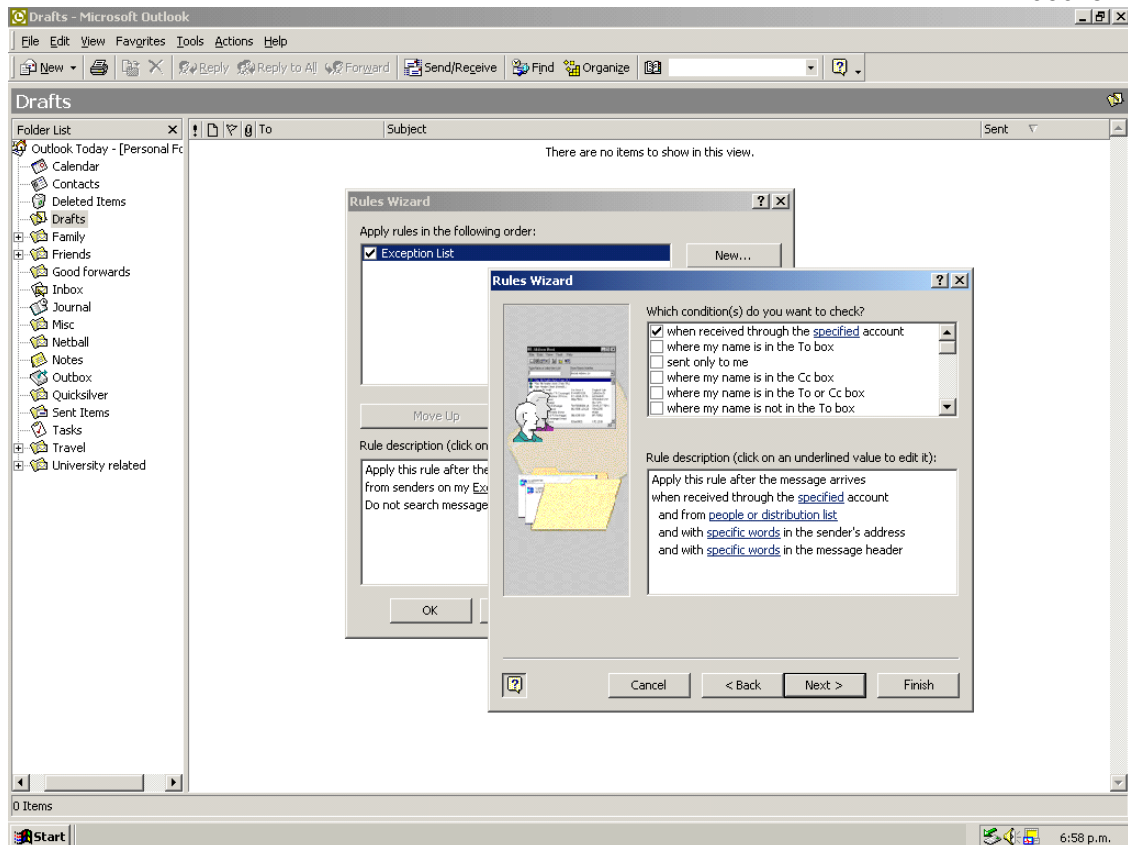 Drafts - Microsoft Outlook
File Edit View Favorites Tools Actions Help
New Reply Reply to All Forward Send/Receive Find Organize
Drafts
Folder List
! To Subject Sent
Outlook Today - [Personal Fo
There are no items to show in this view.
Calendar
Contacts
Deleted Items
Drafts
Family
Friends
Good forwards
Inbox
Journal
Misc
Netball
Notes
Outbox
Quicksilver
Sent Items
Tasks
Travel
University related
Rules Wizard
Apply rules in the following order:
Exception List
New...
Move Up
Rule description (click on
Apply this rule after the
from senders on my Exc
Do not search message
OK
Rules Wizard
Which condition(s) do you want to check?
when received through the specified account
where my name is in the To box
sent only to me
where my name is in the Cc box
where my name is in the To or Cc box
where my name is not in the To box
Rule description (click on an underlined value to edit it):
Apply this rule after the message arrives
when received through the specified account
and from people or distribution list
and with specific words in the sender's address
and with specific words in the message header
Cancel < Back Next > Finish
0 Items
Start 6:58 p.m.